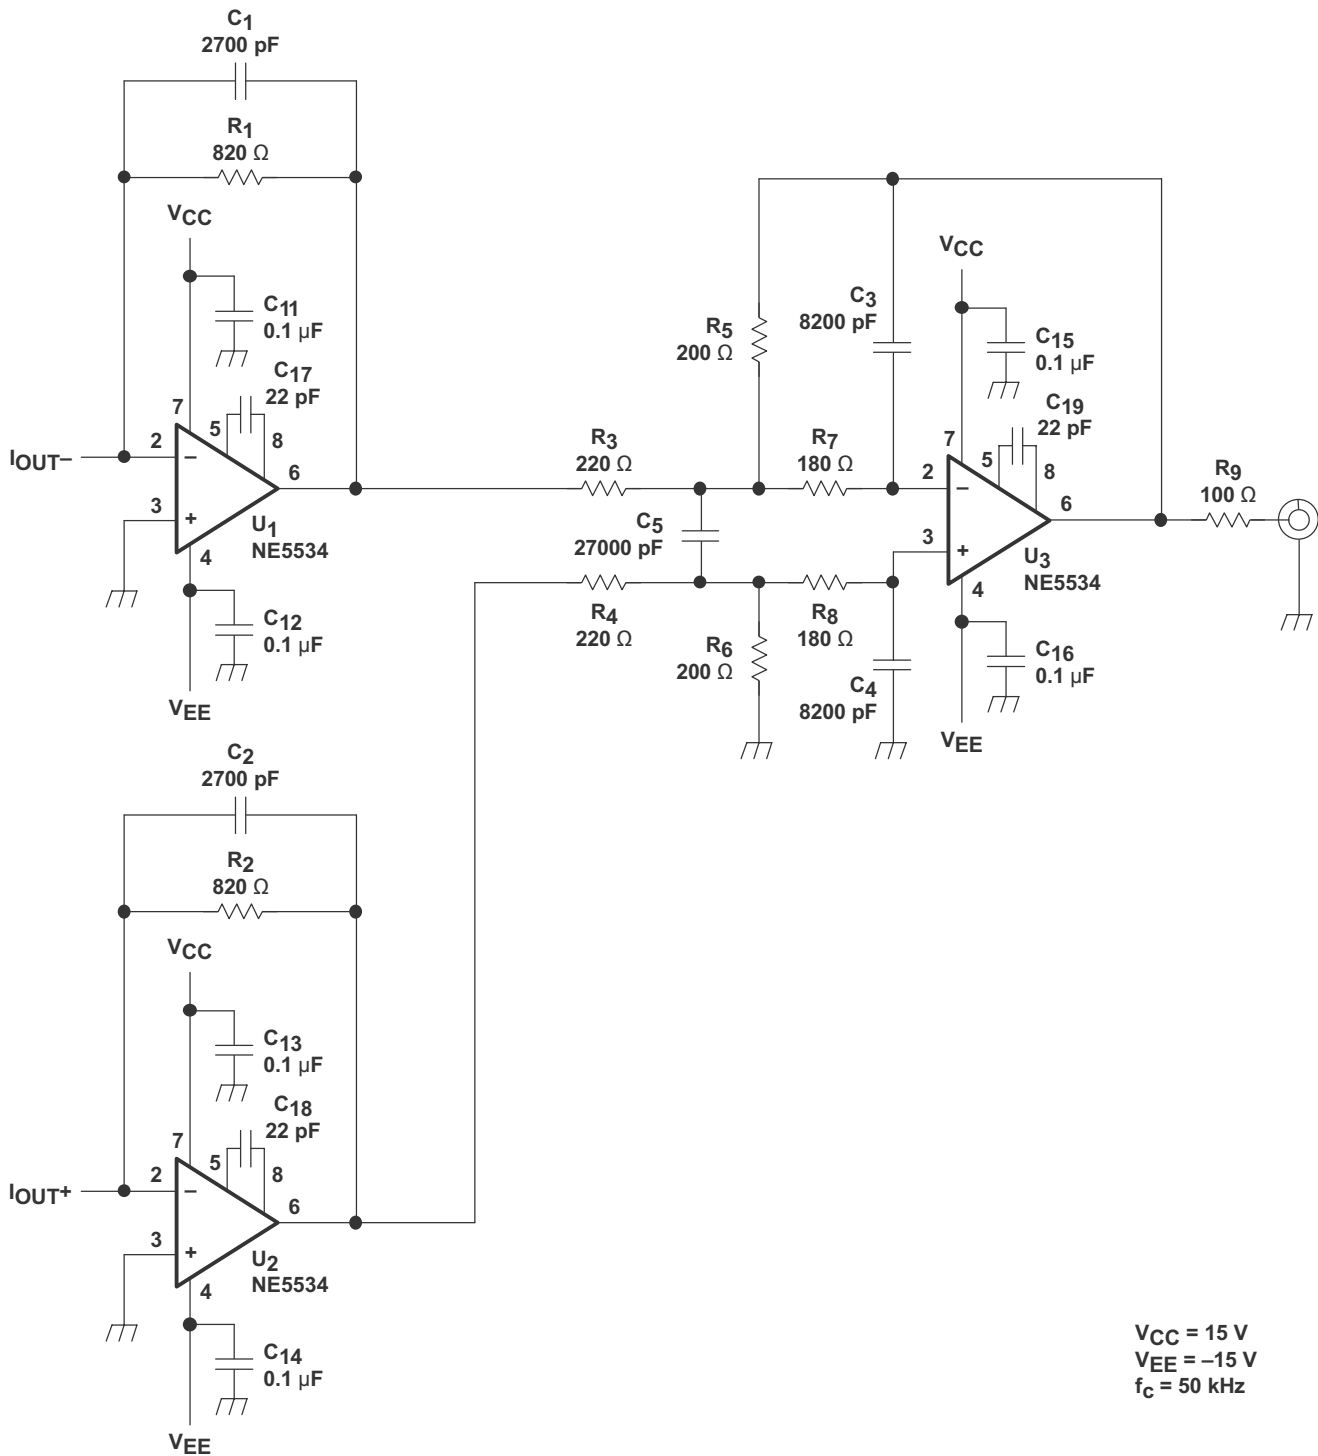 C1
2700 pF
R1
820 Ω
VCC
C11
0.1 µF
C17
22 pF
7
5
8
2
–
IOUT–
6
3
+
U1
NE5534
4
C12
0.1 µF
VEE
R3
220 Ω
R5
200 Ω
C3
8200 pF
R7
180 Ω
C5
27000 pF
R4
220 Ω
R8
180 Ω
R6
200 Ω
C4
8200 pF
VCC
C15
0.1 µF
C19
22 pF
7
5
8
2
–
6
3
+
U3
NE5534
4
C16
0.1 µF
VEE
R9
100 Ω
C2
2700 pF
R2
820 Ω
VCC
C13
0.1 µF
C18
22 pF
7
5
8
2
–
IOUT+
6
3
+
U2
NE5534
4
C14
0.1 µF
VEE
VCC = 15 V
VEE = –15 V
fc = 50 kHz